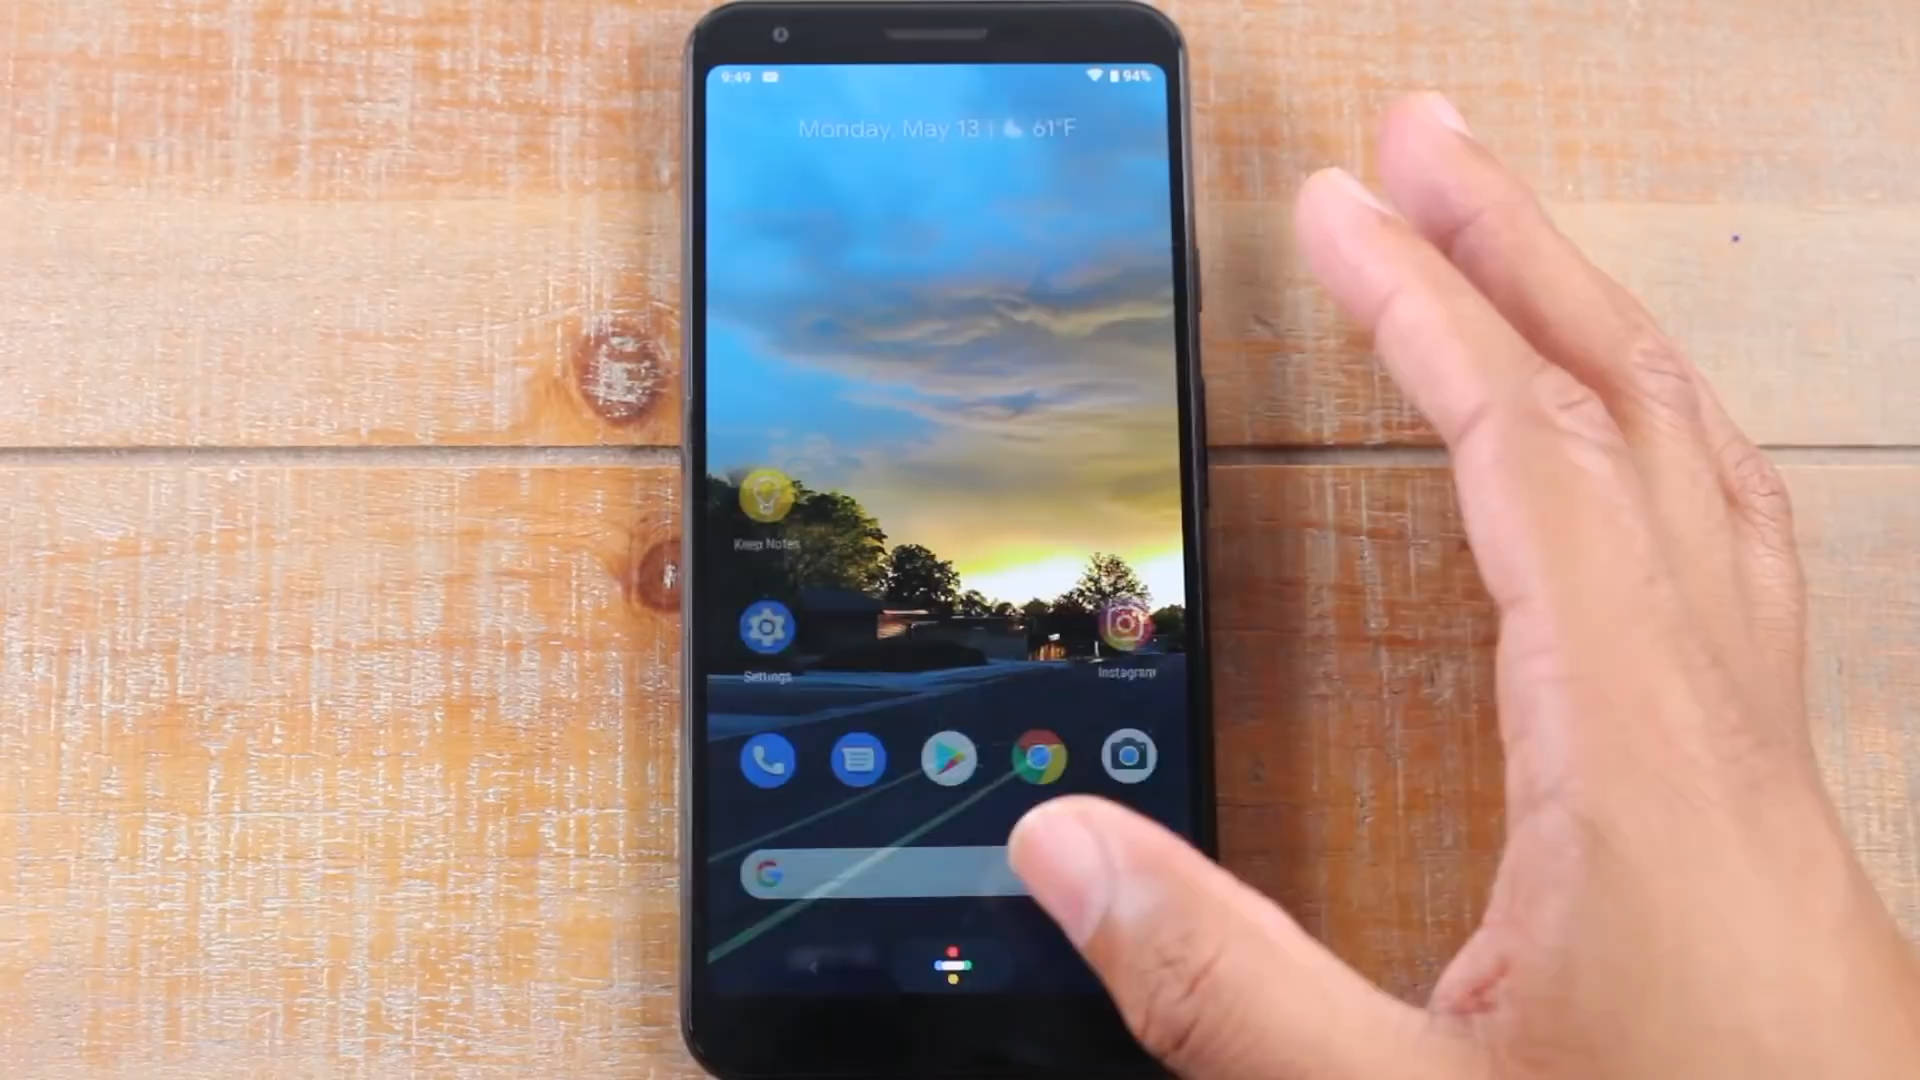 9:49 94%
Monday, May 13 | 61°F
Keep Notes
Settings
Instagram
G